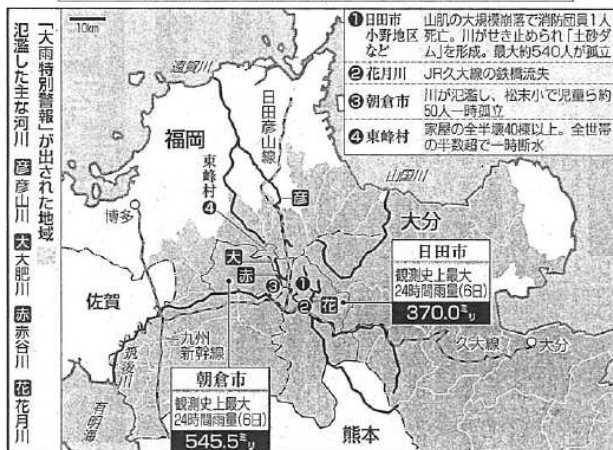 10km
❶日田市小野地区など
山肌の大規模崩落で消防団員1人
死亡。川がせき止められ「土砂ダ
ム」を形成。最大約540人が孤立
❷花月川
JR久大線の鉄橋流失
❸朝倉市
川が氾濫し、松末小で児童ら約
50人一時孤立
❹東峰村
家屋の全半壊40棟以上。全世帯
の半数超で一時断水
「大雨特別警報」が出された地域
氾濫した主な河川 彦 彦山川 大 大肥川 赤 赤谷川 花 花月川
遠賀川
日田彦山線
福岡
東峰村
❹
彦
山国川
博多
大分
大
赤
❸
❶
❷
花
日田市
観測史上最大
24時間雨量(6日)
370.0㍉
佐賀
九州
新幹線
筑後川
久大線
大分
有明海
朝倉市
観測史上最大
24時間雨量(6日)
545.5㍉
熊本